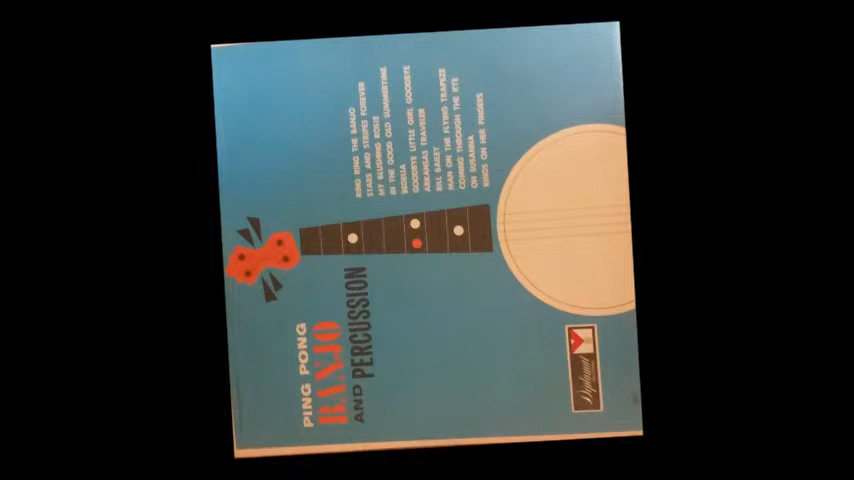 PING PONG
BANJO
AND PERCUSSION
RING RING THE BANJO
STARS AND STRIPES FOREVER
MY BLUSHING ROSIE
IN THE GOOD OLD SUMMERTIME
BEDELIA
GOODBYE LITTLE GIRL GOODBYE
ARKANSAS TRAVELER
BILL BAILEY
MAN ON THE FLYING TRAPEZE
COMING THROUGH THE RYE
OH SUSANNA
RINGS ON HER FINGERS
Diplomat